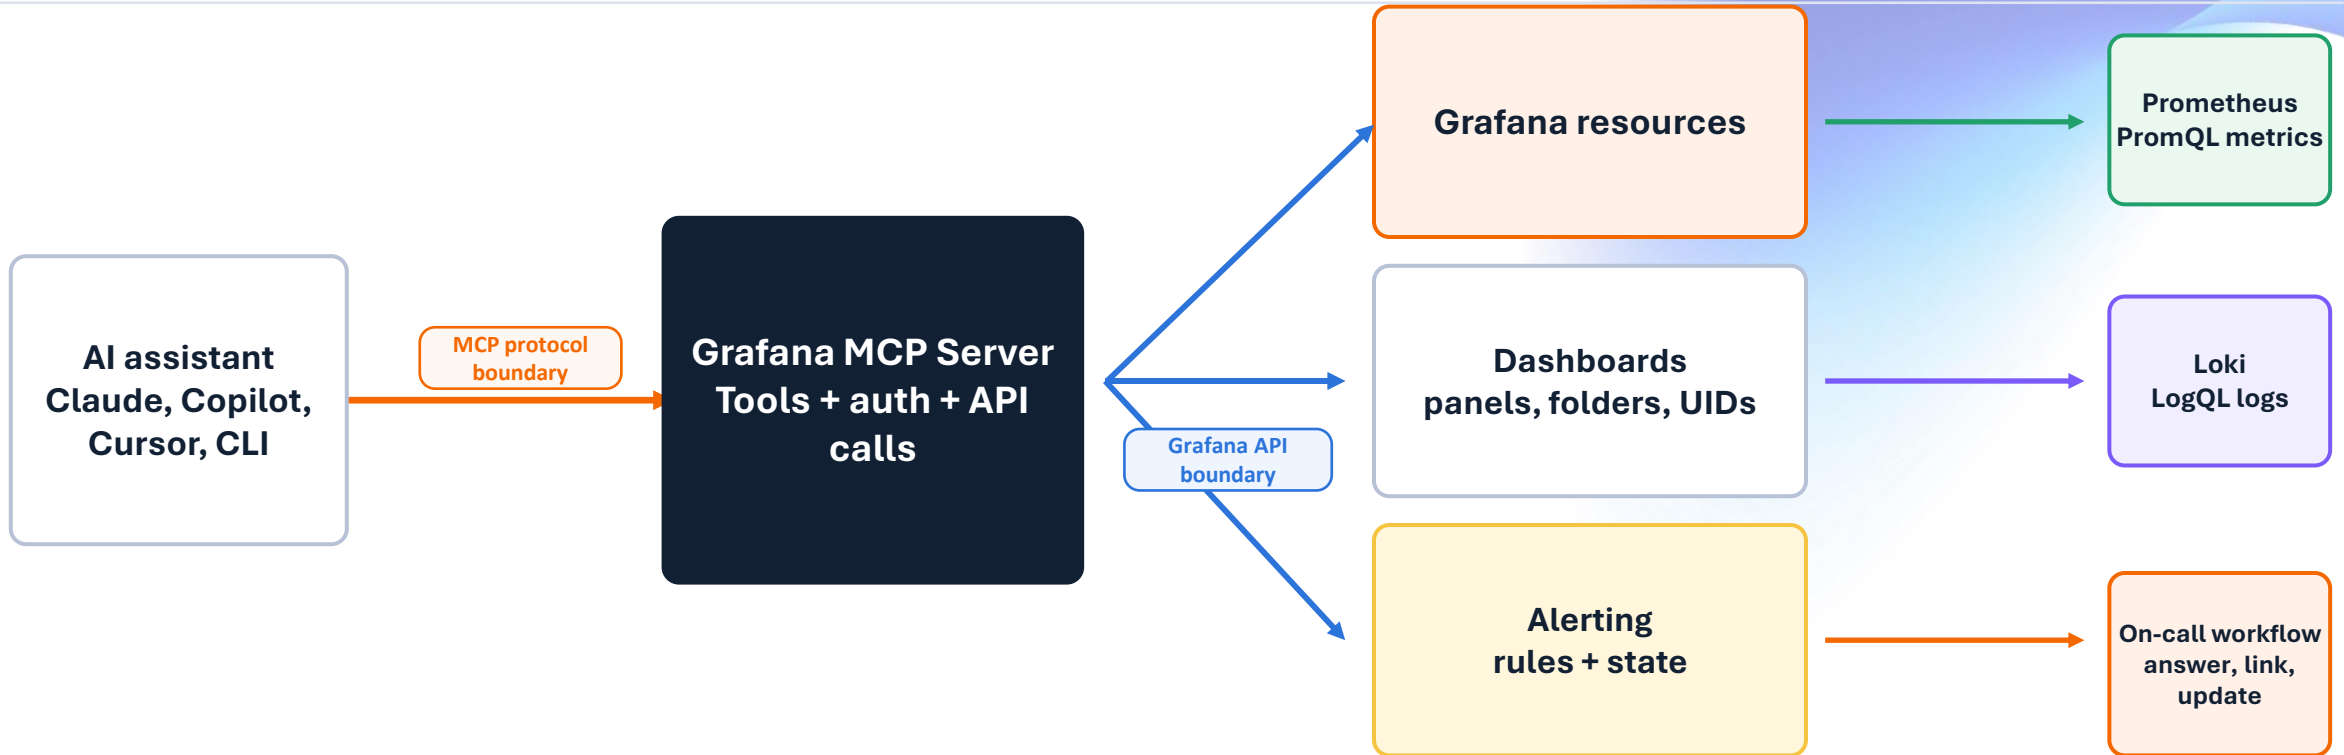 AI assistant
Claude, Copilot,
Cursor, CLI
MCP protocol
boundary
Grafana MCP Server
Tools + auth + API
calls
Grafana API
boundary
Grafana resources
Dashboards
panels, folders, UIDs
Alerting
rules + state
Prometheus
PromQL metrics
Loki
LogQL logs
On-call workflow
answer, link,
update